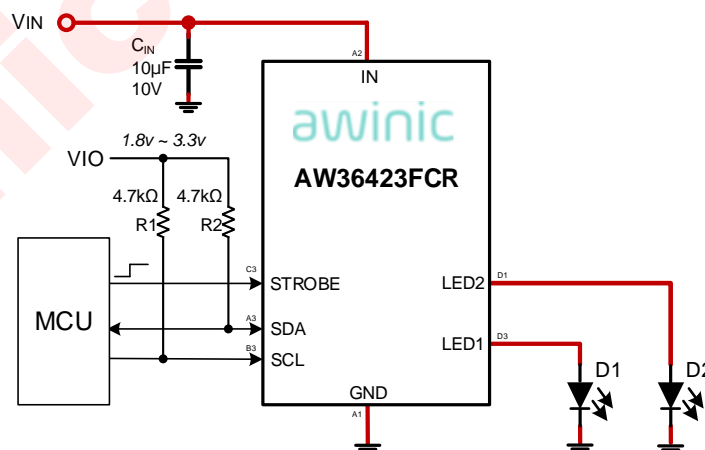 VIN
CIN
10µF
10V
A2
IN
awinic
AW36423FCR
1.8v ~ 3.3v
VIO
4.7kΩ 4.7kΩ
R1 R2
MCU
C3
STROBE
A3
SDA
B3
SCL
LED2
D1
LED1
D3
GND
A1
D1
D2